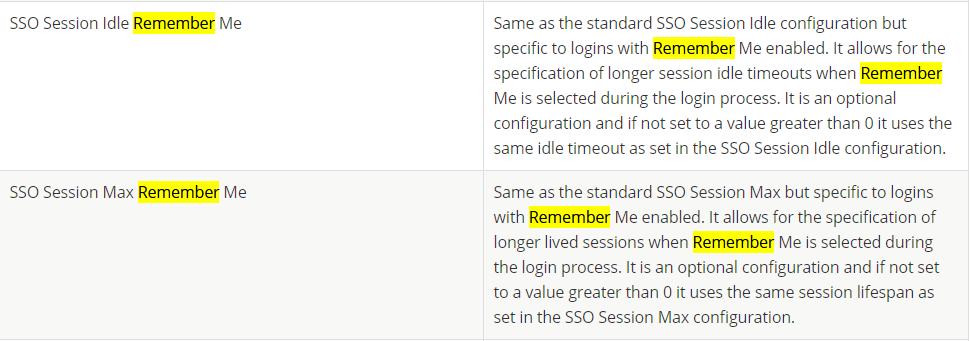 SSO Session Idle Remember Me
Same as the standard SSO Session Idle configuration but
specific to logins with Remember Me enabled. It allows for the
specification of longer session idle timeouts when Remember
Me is selected during the login process. It is an optional
configuration and if not set to a value greater than 0 it uses the
same idle timeout as set in the SSO Session Idle configuration.
SSO Session Max Remember Me
Same as the standard SSO Session Max but specific to logins
with Remember Me enabled. It allows for the specification of
longer lived sessions when Remember Me is selected during
the login process. It is an optional configuration and if not set
to a value greater than 0 it uses the same session lifespan as
set in the SSO Session Max configuration.